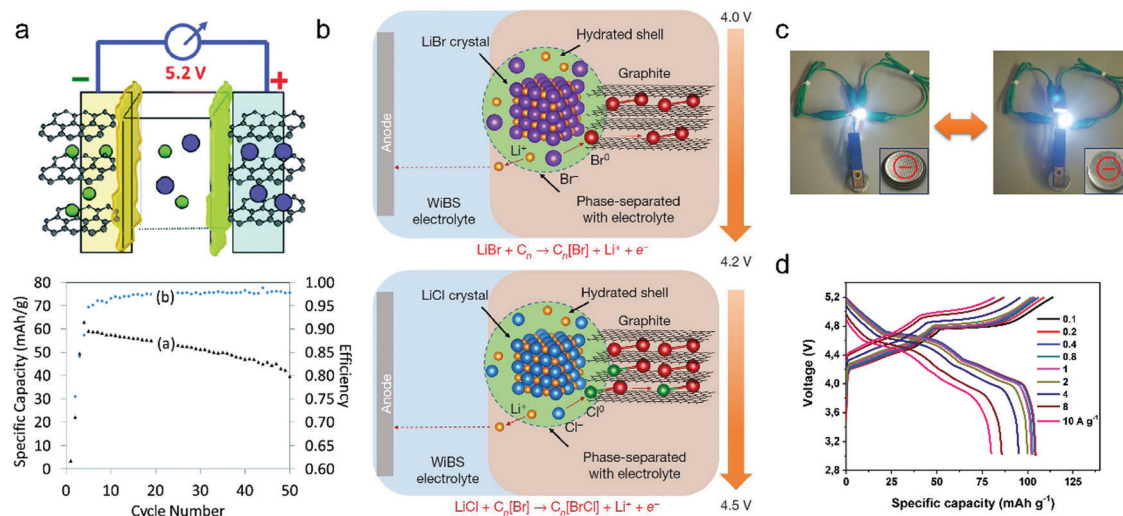 a
5.2 V
−
+
Specific Capacity (mAh/g)
80
70
60
50
40
30
20
10
0
(b)
(a)
1.00
0.95
0.90
0.85
0.80
0.75
0.70
0.65
0.60
Efficiency
0
10
20
30
40
50
Cycle Number
b
4.0 V
LiBr crystal
Hydrated shell
Graphite
Anode
Li⁺
Br⁰
Br⁻
WiBS
electrolyte
Phase-separated
with electrolyte
LiBr + Cₙ → Cₙ[Br] + Li⁺ + e⁻
4.2 V
LiCl crystal
Hydrated shell
Graphite
Anode
Li⁺
Cl⁰
Cl⁻
WiBS
electrolyte
Phase-separated
with electrolyte
LiCl + Cₙ[Br] → Cₙ[BrCl] + Li⁺ + e⁻
4.5 V
c
−
−
d
Voltage (V)
5,2
4,8
4,4
4,0
3,6
3,2
2,8
0.1
0.2
0.4
0.8
1
2
4
8
10 A g⁻¹
0
25
50
75
100
125
Specific capacity (mAh g⁻¹)